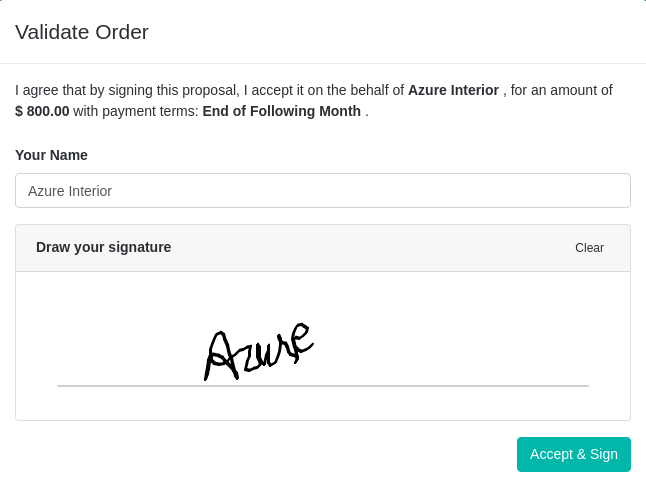 Validate Order
I agree that by signing this proposal, I accept it on the behalf of Azure Interior , for an amount of
$ 800.00 with payment terms: End of Following Month .
Your Name
Azure Interior
Draw your signature Clear
Azure
Accept & Sign